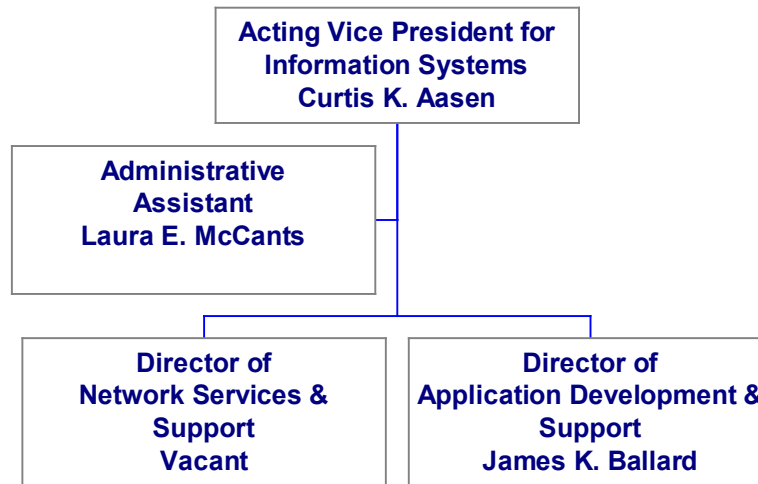 Acting Vice President for
Information Systems
Curtis K. Aasen
Administrative
Assistant
Laura E. McCants
Director of
Network Services &
Support
Vacant
Director of
Application Development &
Support
James K. Ballard